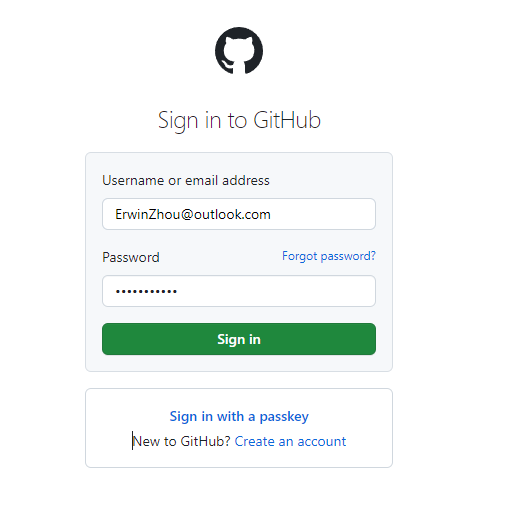 Sign in to GitHub
Username or email address
ErwinZhou@outlook.com
Password Forgot password?
•••••••••••
Sign in
Sign in with a passkey
New to GitHub? Create an account